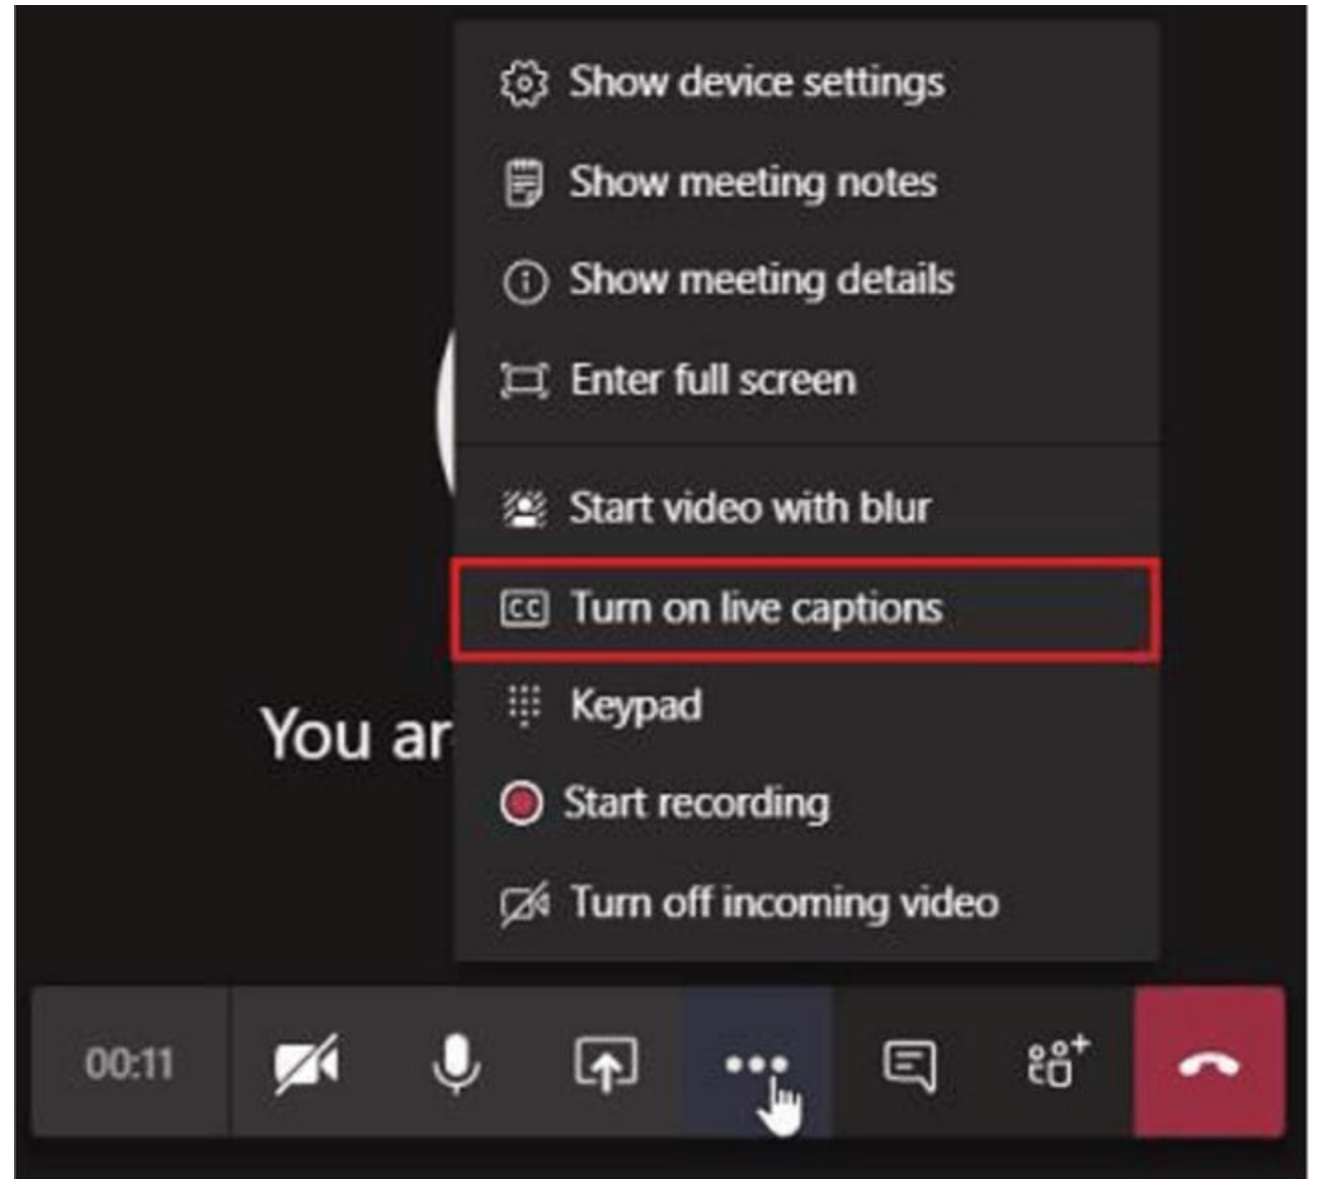 Show device settings
Show meeting notes
Show meeting details
Enter full screen
Start video with blur
CC Turn on live captions
Keypad
You ar
Start recording
Turn off incoming video
00:11